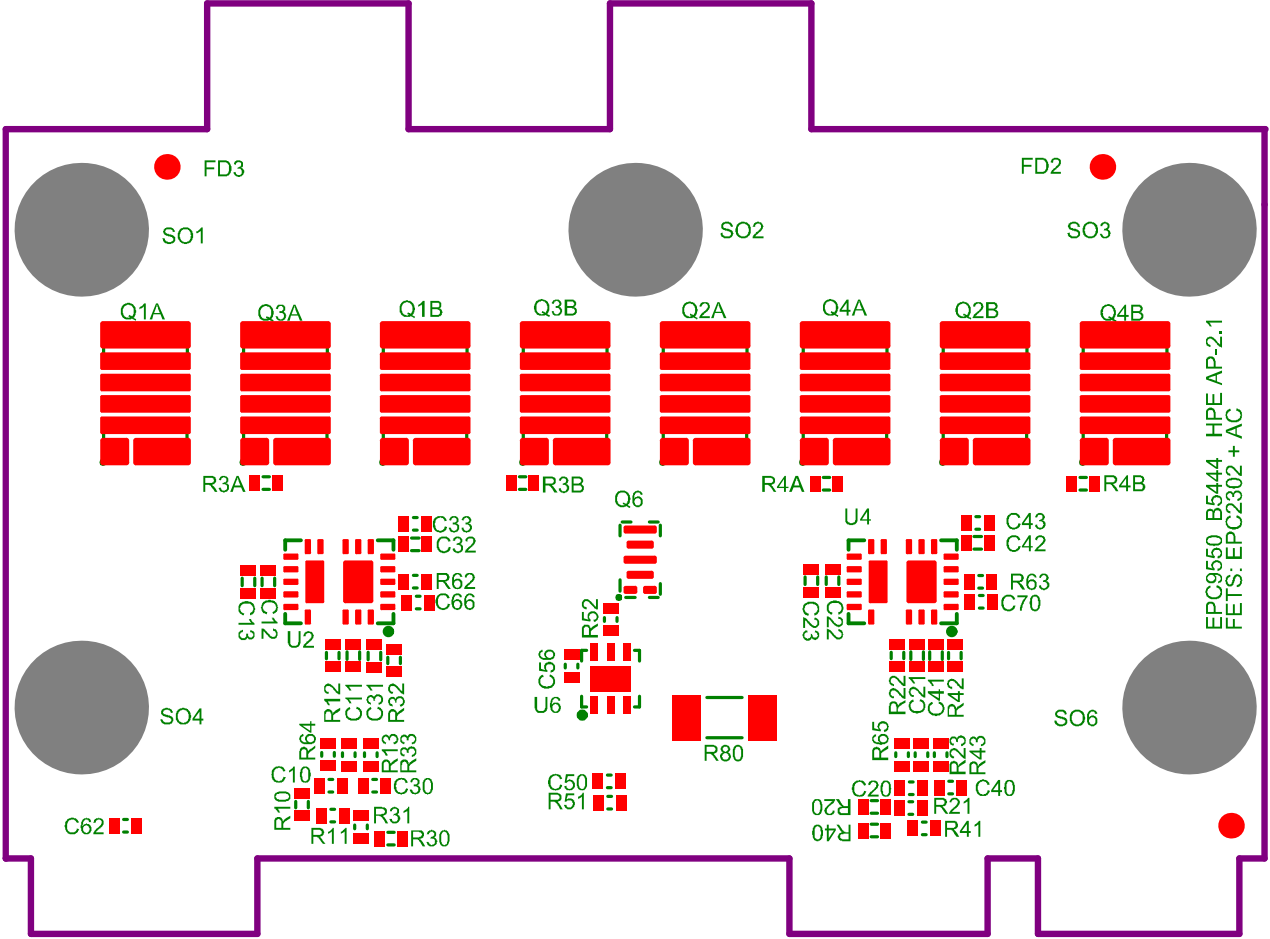 FD3
FD2
SO1
SO2
SO3
Q1A
Q3A
Q1B
Q3B
Q2A
Q4A
Q2B
Q4B
EPC9550 B5444 HPE AP-2.1
FETS: EPC2302 + AC
R3A
R3B
R4A
R4B
Q6
U4
C33
C32
C43
C42
R62
C66
R63
C70
C13
C12
U2
R52
C23
C22
C56
U6
R12
C11
C31
R32
R22
C21
C41
R42
SO4
SO6
R64
R13
R33
R80
R65
R23
R43
C10
C30
C50
R51
C20
C40
R10
R11
R31
R30
R20
R21
R40
R41
C62